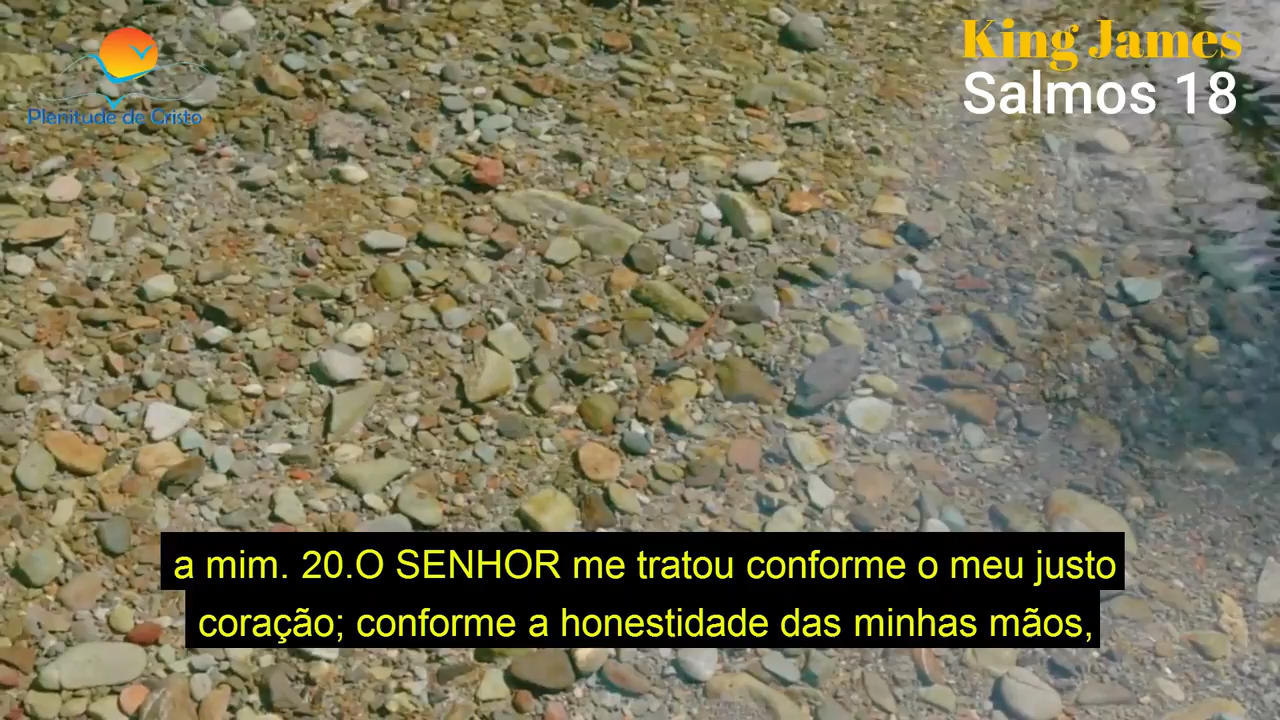 King James
Salmos 18
Plenitude de Cristo
a mim. 20.O SENHOR me tratou conforme o meu justo
coração; conforme a honestidade das minhas mãos,